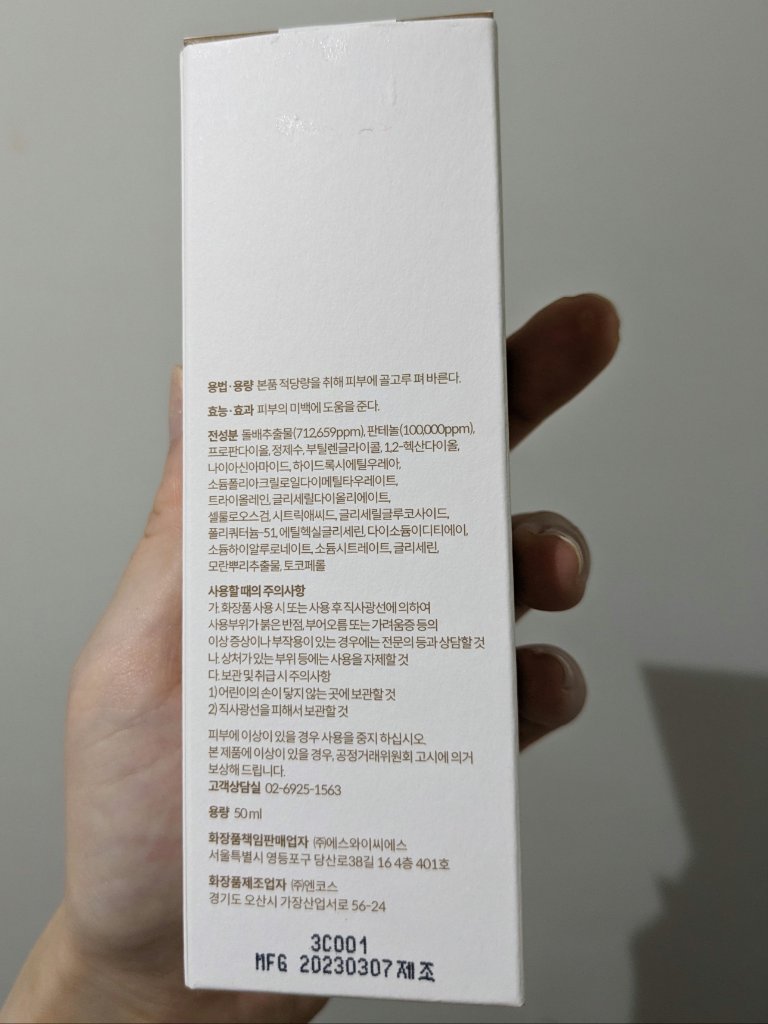 용법·용량 본품 적당량을 취해 피부에 골고루 펴 바른다.
효능·효과 피부의 미백에 도움을 준다.
전성분 돌배추출물(712,659ppm), 판테놀(100,000ppm),
프로판다이올, 정제수, 부틸렌글라이콜, 1,2-헥산다이올,
나이아신아마이드, 하이드록시에틸우레아,
소듐폴리아크릴로일다이메틸타우레이트,
트라이올레인, 글리세릴다이올리에이트,
셀룰로오스검, 시트릭애씨드, 글리세릴글루코사이드,
폴리쿼터늄-51, 에틸헥실글리세린, 다이소듐이디티에이,
소듐하이알루로네이트, 소듐시트레이트, 글리세린,
모란뿌리추출물, 토코페롤
사용할 때의 주의사항
가. 화장품 사용 시 또는 사용 후 직사광선에 의하여
사용부위가 붉은 반점, 부어오름 또는 가려움증 등의
이상 증상이나 부작용이 있는 경우에는 전문의 등과 상담할 것
나. 상처가 있는 부위 등에는 사용을 자제할 것
다. 보관 및 취급 시 주의사항
1) 어린이의 손이 닿지 않는 곳에 보관할 것
2) 직사광선을 피해서 보관할 것
피부에 이상이 있을 경우 사용을 중지 하십시오.
본 제품에 이상이 있을 경우, 공정거래위원회 고시에 의거
보상해 드립니다.
고객상담실 02-6925-1563
용량 50ml
화장품책임판매업자 ㈜에스와이씨에스
서울특별시 영등포구 당산로38길 16 4층 401호
화장품제조업자 ㈜엔코스
경기도 오산시 가장산업서로 56-24
3C001
MFG 20230307제조